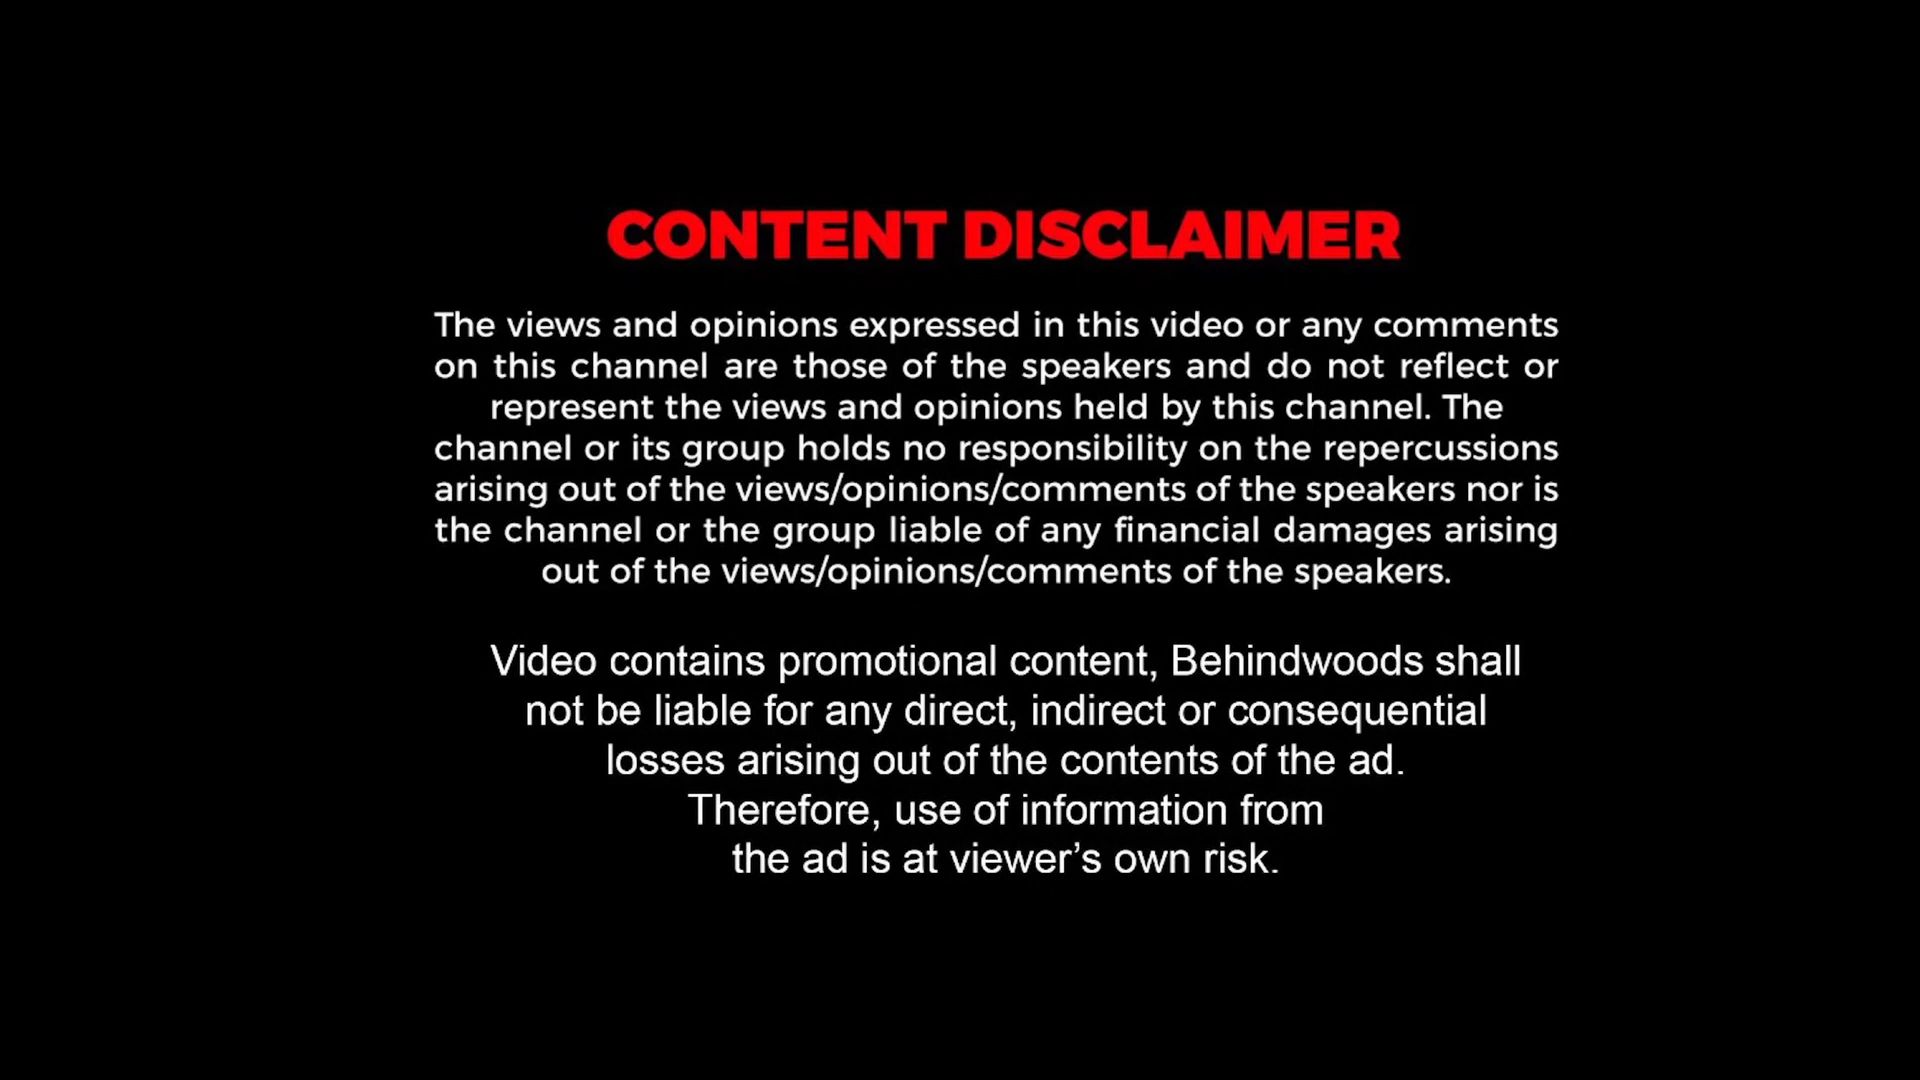 CONTENT DISCLAIMER
The views and opinions expressed in this video or any comments
on this channel are those of the speakers and do not reflect or
represent the views and opinions held by this channel. The
channel or its group holds no responsibility on the repercussions
arising out of the views/opinions/comments of the speakers nor is
the channel or the group liable of any financial damages arising
out of the views/opinions/comments of the speakers.
Video contains promotional content, Behindwoods shall
not be liable for any direct, indirect or consequential
losses arising out of the contents of the ad.
Therefore, use of information from
the ad is at viewer’s own risk.